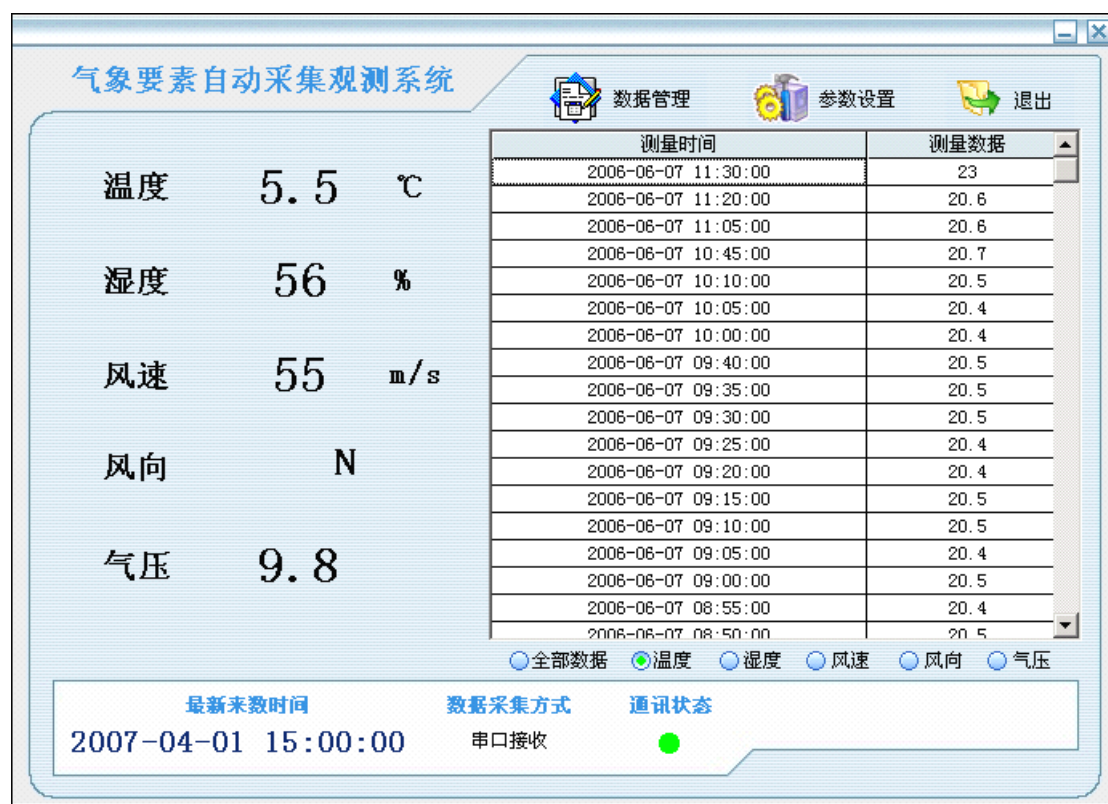 气象要素自动采集观测系统
数据管理 参数设置 退出
温度 5.5 ℃
湿度 56 %
风速 55 m/s
风向 N
气压 9.8
测量时间 测量数据
2006-06-07 11:30:00 23
2006-06-07 11:20:00 20.6
2006-06-07 11:05:00 20.6
2006-06-07 10:45:00 20.7
2006-06-07 10:10:00 20.5
2006-06-07 10:05:00 20.4
2006-06-07 10:00:00 20.4
2006-06-07 09:40:00 20.5
2006-06-07 09:35:00 20.5
2006-06-07 09:30:00 20.5
2006-06-07 09:25:00 20.4
2006-06-07 09:20:00 20.4
2006-06-07 09:15:00 20.5
2006-06-07 09:10:00 20.5
2006-06-07 09:05:00 20.4
2006-06-07 09:00:00 20.5
2006-06-07 08:55:00 20.4
2006-06-07 08:50:00 20.5
全部数据 温度 湿度 风速 风向 气压
最新来数时间 数据采集方式 通讯状态
2007-04-01 15:00:00 串口接收